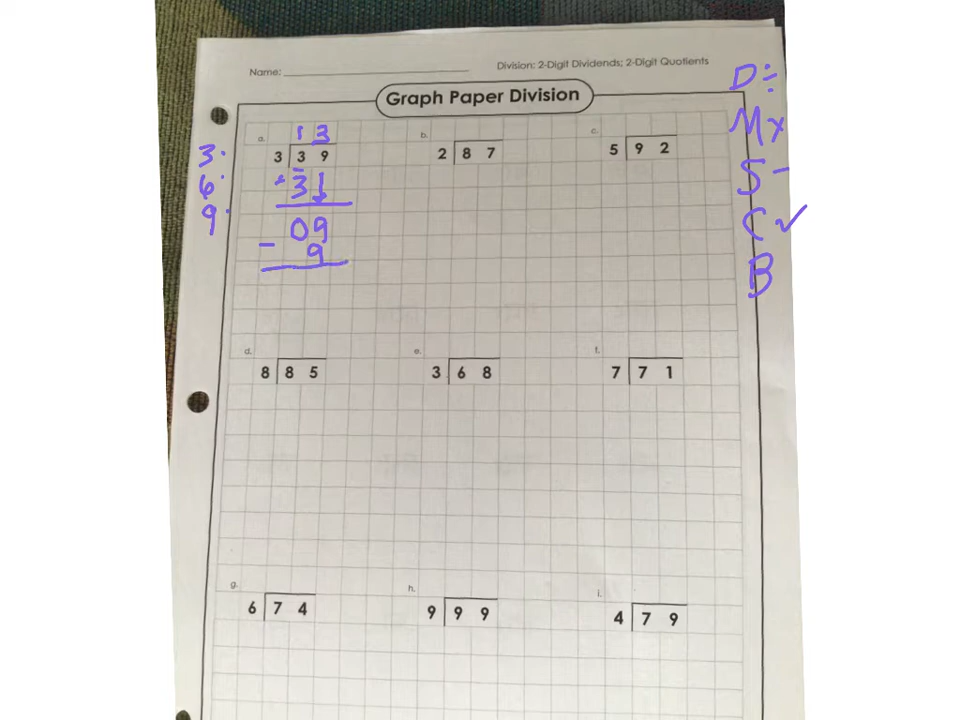 Name: Division: 2-Digit Dividends; 2-Digit Quotients
D ÷
Graph Paper Division
M x
a. b. c.
1 3
3 3 9 2 8 7 5 9 2
3.
6.
9.
- 3 ↓
S -
0 9
C ✓
- 9
B
d. e. f.
8 8 5 3 6 8 7 7 1
g. h. i.
6 7 4 9 9 9 4 7 9